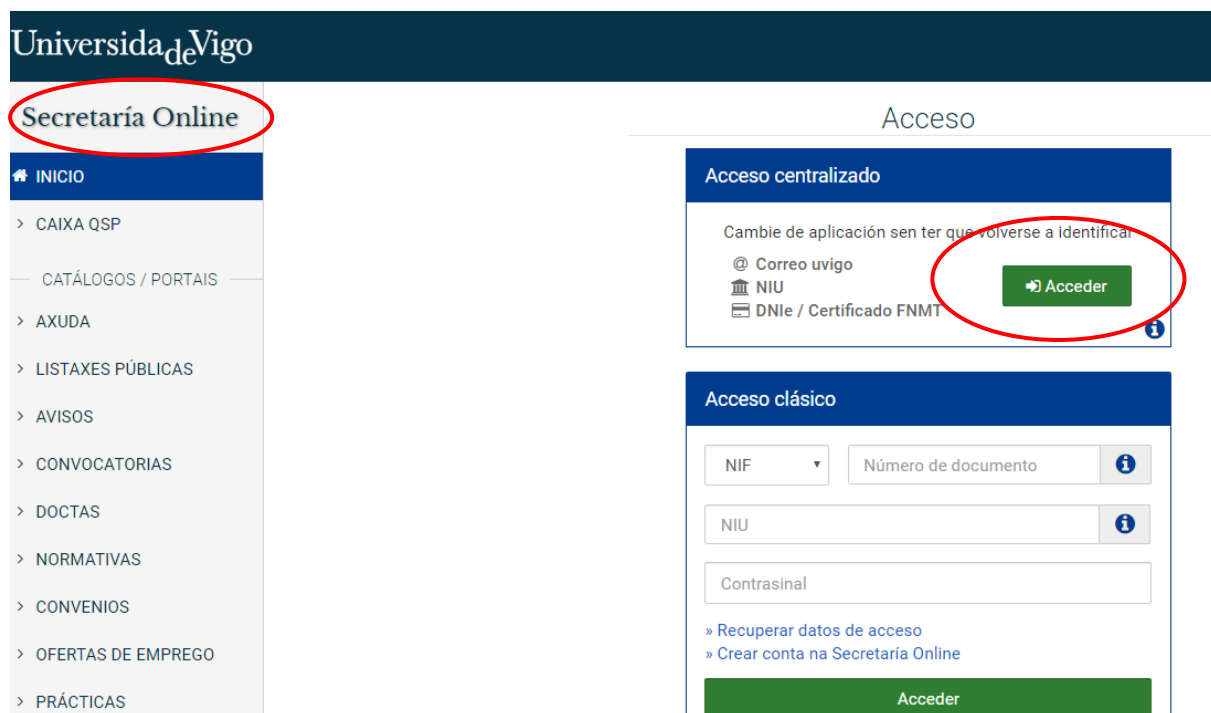 UniversidadeVigo
Secretaría Online
INICIO
> CAIXA QSP
CATÁLOGOS / PORTAIS
> AXUDA
> LISTAXES PÚBLICAS
> AVISOS
> CONVOCATORIAS
> DOCTAS
> NORMATIVAS
> CONVENIOS
> OFERTAS DE EMPREGO
> PRÁCTICAS
Acceso
Acceso centralizado
Cambie de aplicación sen ter que volverse a identificar
@ Correo uvigo
NIU
DNIe / Certificado FNMT
Acceder
Acceso clásico
NIF
Número de documento
NIU
Contrasinal
» Recuperar datos de acceso
» Crear conta na Secretaría Online
Acceder